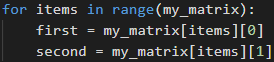 for items in range(my_matrix):
    first = my_matrix[items][0]
    second = my_matrix[items][1]